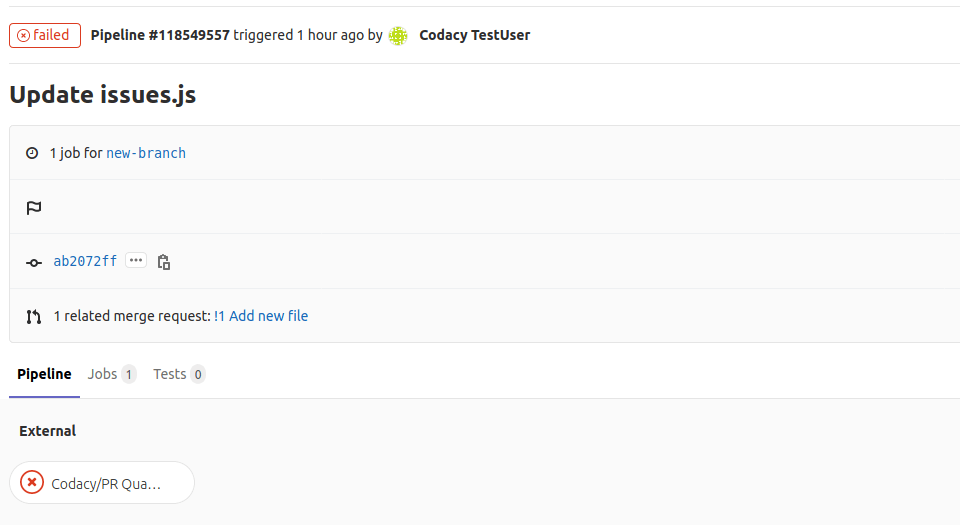 failed Pipeline #118549557 triggered 1 hour ago by Codacy TestUser
Update issues.js
1 job for new-branch
ab2072ff ...
1 related merge request: !1 Add new file
Pipeline Jobs 1 Tests 0
External
Codacy/PR Qua...